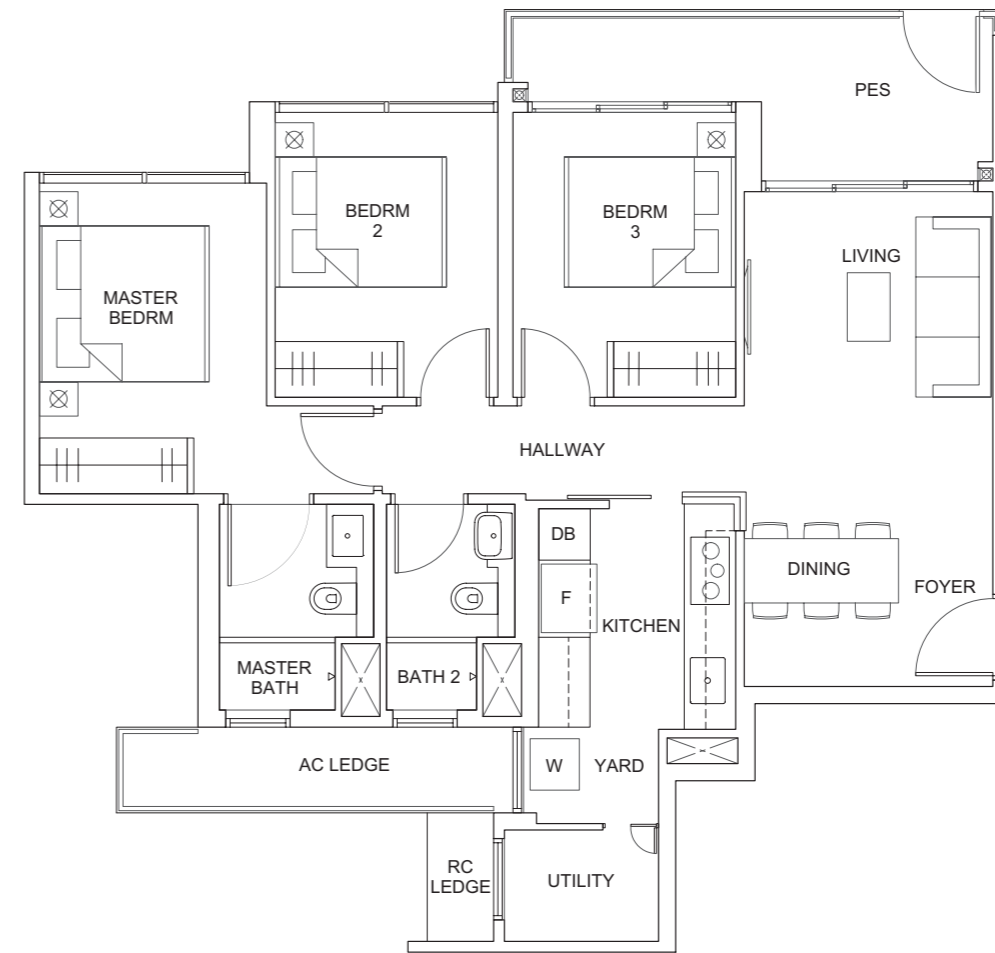 PES
BEDRM
2
BEDRM
3
LIVING
MASTER
BEDRM
HALLWAY
DB
F
KITCHEN
DINING
FOYER
MASTER
BATH
BATH 2
AC LEDGE
W
YARD
RC
LEDGE
UTILITY